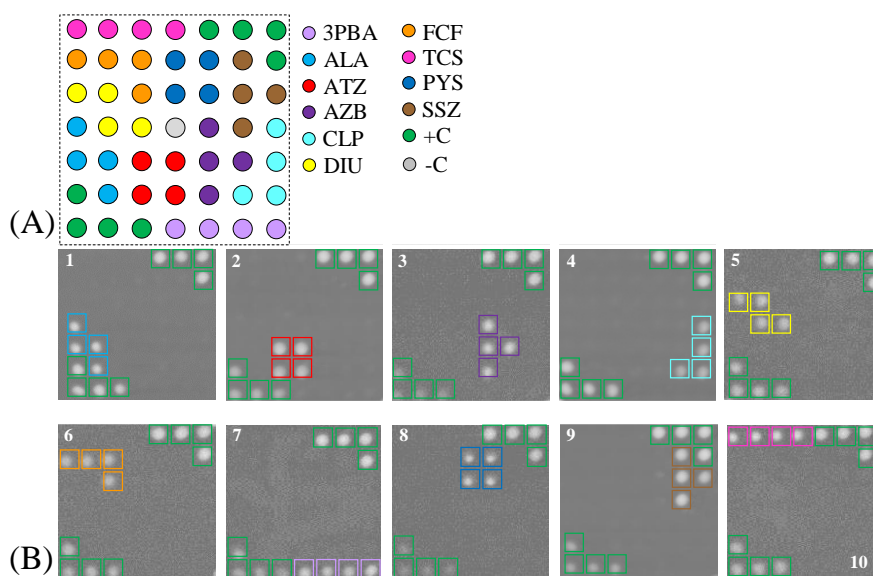 3PBA FCF
ALA TCS
ATZ PYS
AZB SSZ
CLP +C
DIU -C
(A)
1 2 3 4 5
6 7 8 9 10
(B)